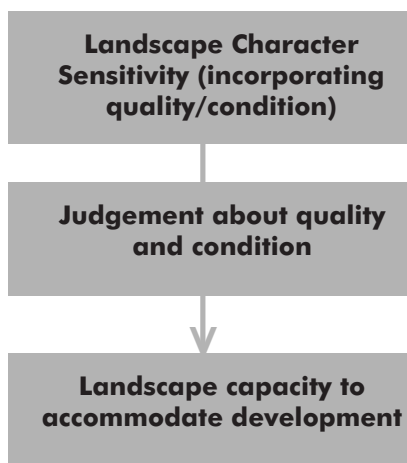 Landscape Character
Sensitivity (incorporating
quality/condition)
Judgement about quality
and condition
Landscape capacity to
accommodate development